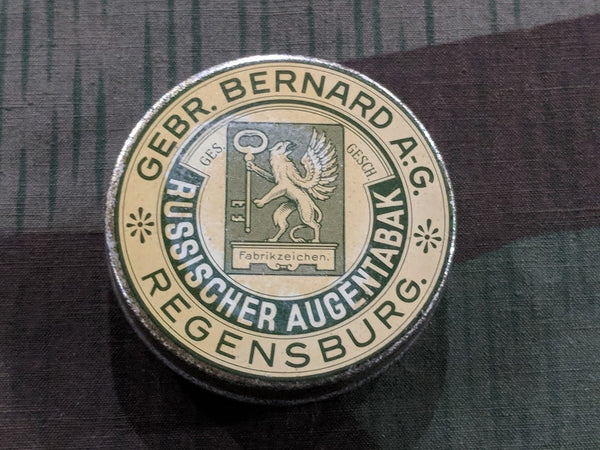 GEBR. BERNARD A:G.
GES. GESCH
Fabrikzeichen.
RUSSISCHER AUGENTABAK
REGENSBURG.